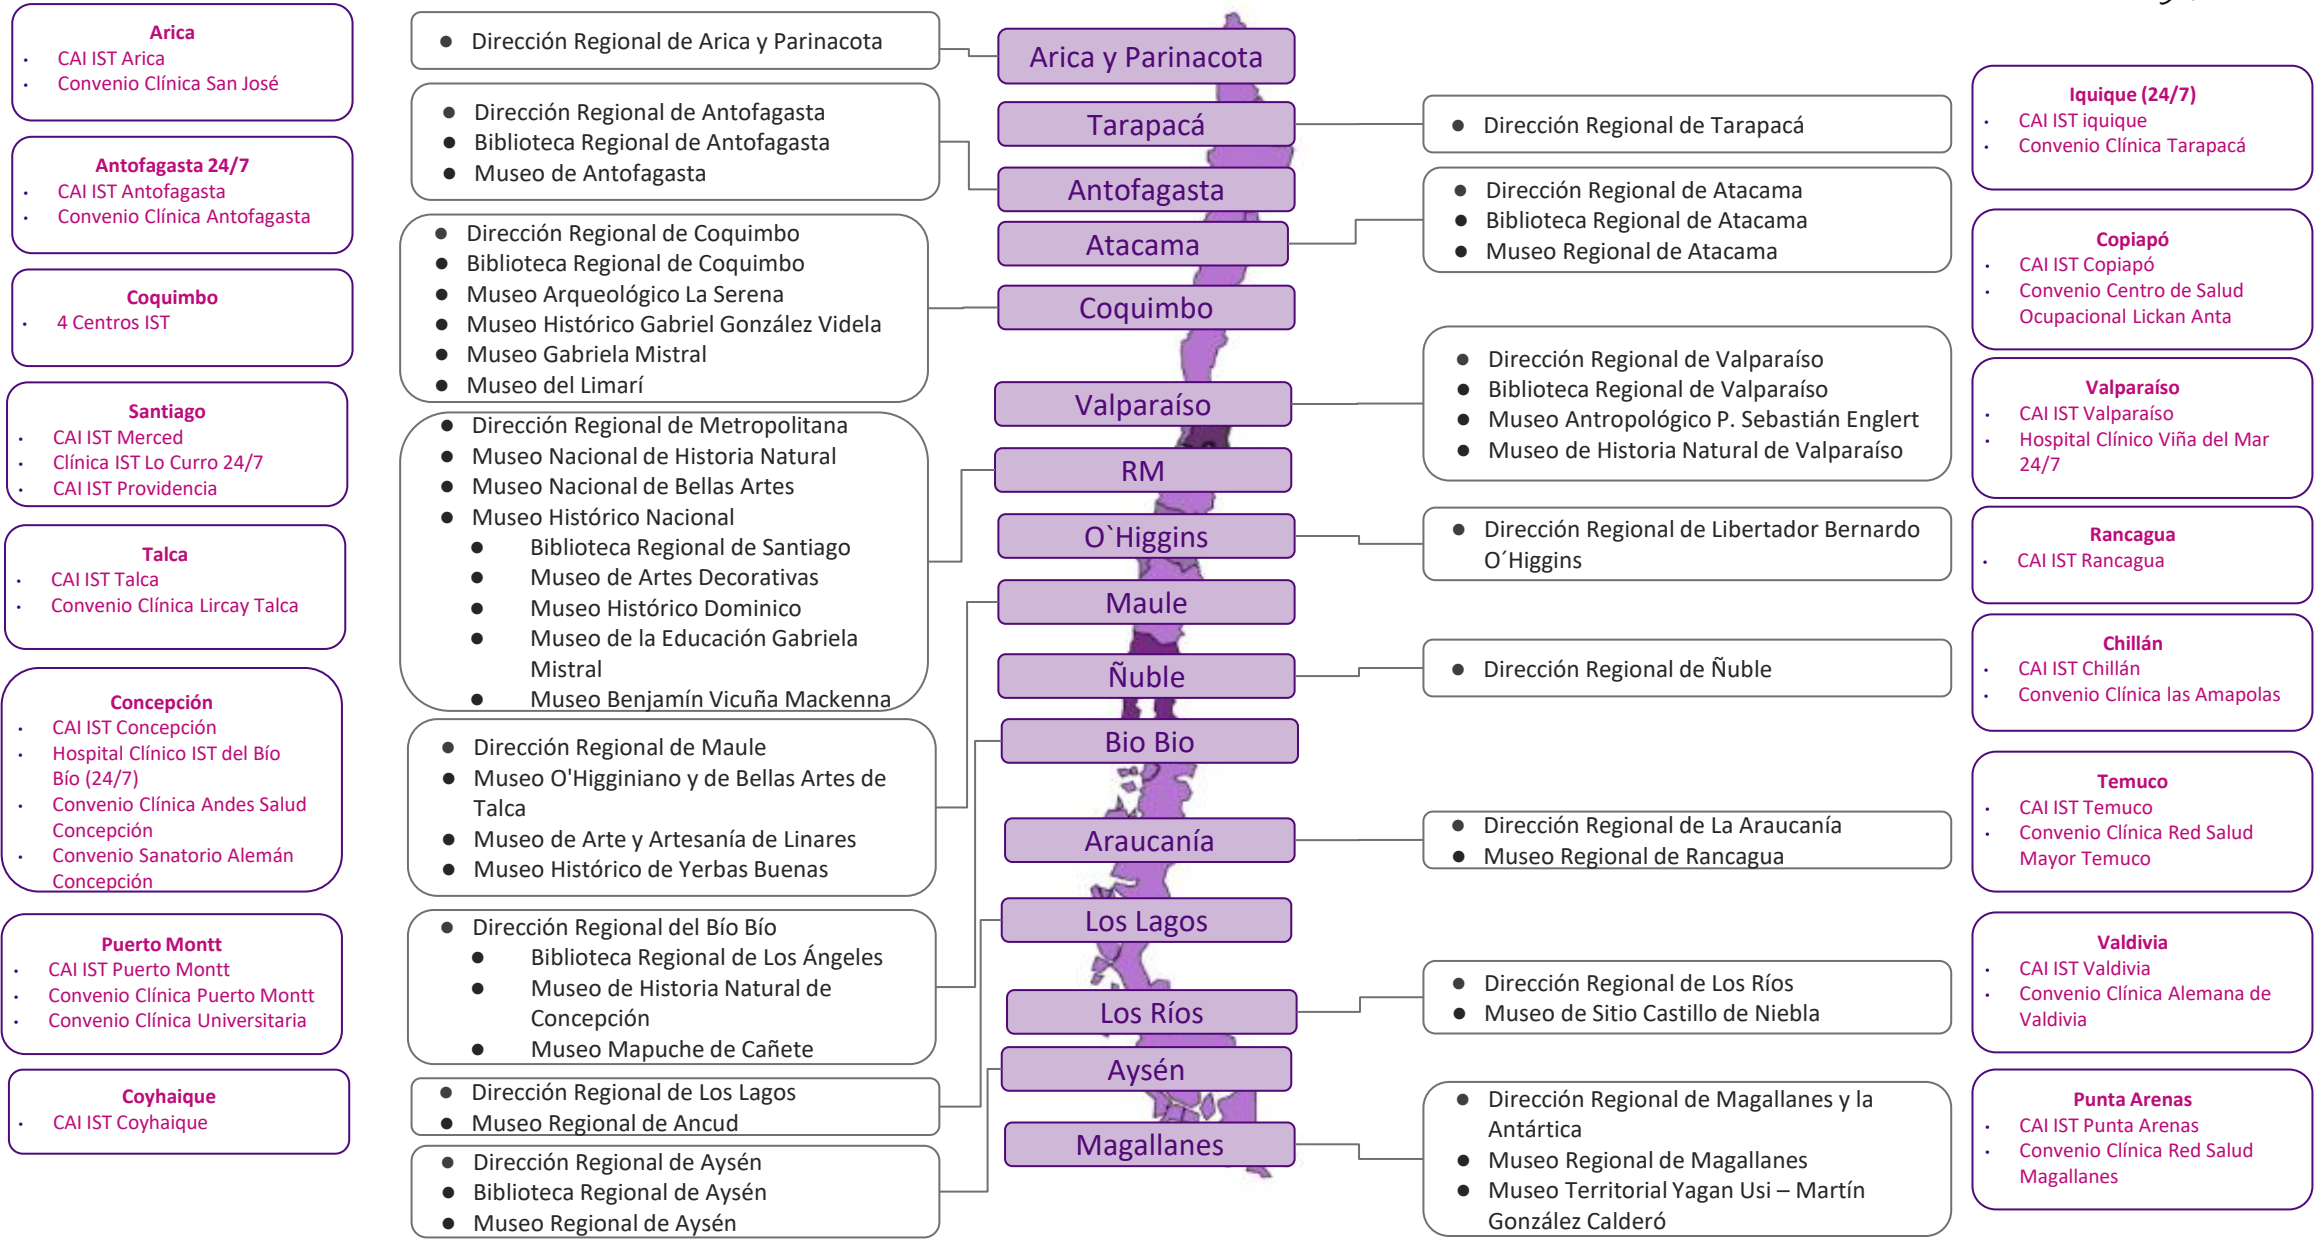 Arica
CAI IST Arica
Convenio Clínica San José
Antofagasta 24/7
CAI IST Antofagasta
Convenio Clínica Antofagasta
Coquimbo
4 Centros IST
Santiago
CAI IST Merced
Clínica IST Lo Curro 24/7
CAI IST Providencia
Talca
CAI IST Talca
Convenio Clínica Lircay Talca
Concepción
CAI IST Concepción
Hospital Clínico IST del Bío
Bío (24/7)
Convenio Clínica Andes Salud
Concepción
Convenio Sanatorio Alemán
Concepción
Puerto Montt
CAI IST Puerto Montt
Convenio Clínica Puerto Montt
Convenio Clínica Universitaria
Coyhaique
CAI IST Coyhaique
● Dirección Regional de Arica y Parinacota
● Dirección Regional de Antofagasta
● Biblioteca Regional de Antofagasta
● Museo de Antofagasta
● Dirección Regional de Coquimbo
● Biblioteca Regional de Coquimbo
● Museo Arqueológico La Serena
● Museo Histórico Gabriel González Videla
● Museo Gabriela Mistral
● Museo del Limarí
● Dirección Regional de Metropolitana
● Museo Nacional de Historia Natural
● Museo Nacional de Bellas Artes
● Museo Histórico Nacional
● Biblioteca Regional de Santiago
● Museo de Artes Decorativas
● Museo Histórico Dominico
● Museo de la Educación Gabriela
Mistral
● Museo Benjamín Vicuña Mackenna
● Dirección Regional de Maule
● Museo O'Higginiano y de Bellas Artes de
Talca
● Museo de Arte y Artesanía de Linares
● Museo Histórico de Yerbas Buenas
● Dirección Regional del Bío Bío
● Biblioteca Regional de Los Ángeles
● Museo de Historia Natural de
Concepción
● Museo Mapuche de Cañete
● Dirección Regional de Los Lagos
● Museo Regional de Ancud
● Dirección Regional de Aysén
● Biblioteca Regional de Aysén
● Museo Regional de Aysén
Arica y Parinacota
Tarapacá
Antofagasta
Atacama
Coquimbo
Valparaíso
RM
O`Higgins
Maule
Ñuble
Bio Bio
Araucanía
Los Lagos
Los Ríos
Aysén
Magallanes
● Dirección Regional de Tarapacá
● Dirección Regional de Atacama
● Biblioteca Regional de Atacama
● Museo Regional de Atacama
● Dirección Regional de Valparaíso
● Biblioteca Regional de Valparaíso
● Museo Antropológico P. Sebastián Englert
● Museo de Historia Natural de Valparaíso
● Dirección Regional de Libertador Bernardo
O´Higgins
● Dirección Regional de Ñuble
● Dirección Regional de La Araucanía
● Museo Regional de Rancagua
● Dirección Regional de Los Ríos
● Museo de Sitio Castillo de Niebla
● Dirección Regional de Magallanes y la
Antártica
● Museo Regional de Magallanes
● Museo Territorial Yagan Usi – Martín
González Calderó
Iquique (24/7)
CAI IST iquique
Convenio Clínica Tarapacá
Copiapó
CAI IST Copiapó
Convenio Centro de Salud
Ocupacional Lickan Anta
Valparaíso
CAI IST Valparaíso
Hospital Clínico Viña del Mar
24/7
Rancagua
CAI IST Rancagua
Chillán
CAI IST Chillán
Convenio Clínica las Amapolas
Temuco
CAI IST Temuco
Convenio Clínica Red Salud
Mayor Temuco
Valdivia
CAI IST Valdivia
Convenio Clínica Alemana de
Valdivia
Punta Arenas
CAI IST Punta Arenas
Convenio Clínica Red Salud
Magallanes